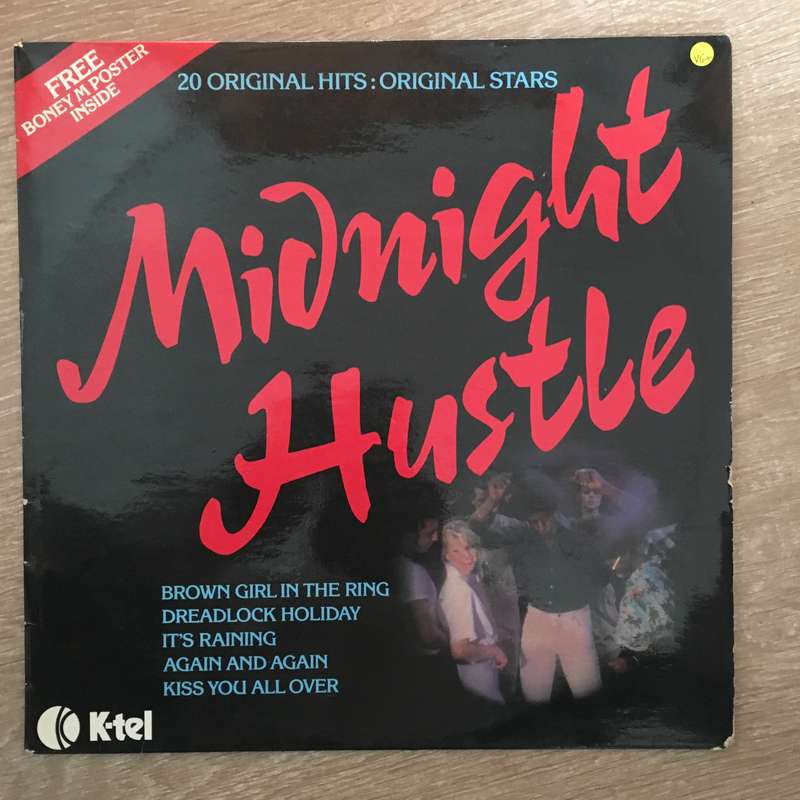 FREE
BONEY M POSTER
INSIDE
20 ORIGINAL HITS : ORIGINAL STARS
VG+
Midnight
Hustle
BROWN GIRL IN THE RING
DREADLOCK HOLIDAY
IT'S RAINING
AGAIN AND AGAIN
KISS YOU ALL OVER
K-tel